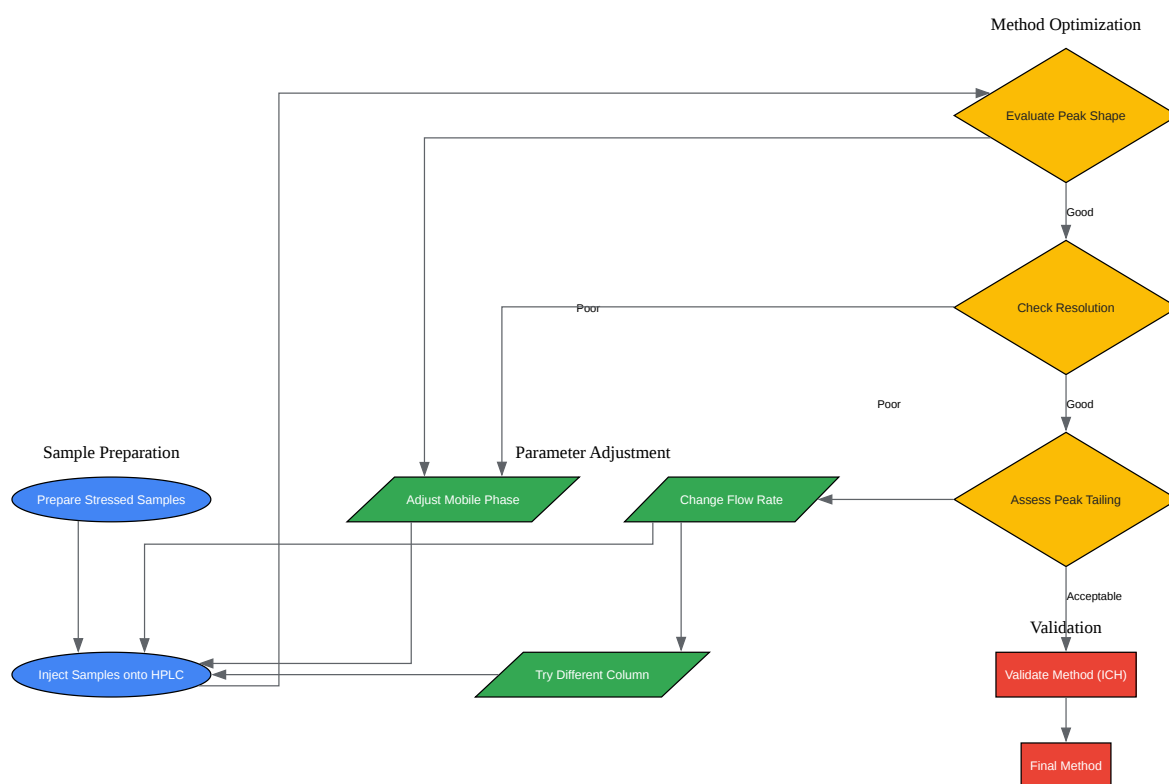 Method Optimization
Evaluate Peak Shape
Good
Check Resolution
Poor
Poor
Good
Sample Preparation
Parameter Adjustment
Prepare Stressed Samples
Adjust Mobile Phase
Change Flow Rate
Assess Peak Tailing
Acceptable
Validation
Inject Samples onto HPLC
Try Different Column
Validate Method (ICH)
Final Method